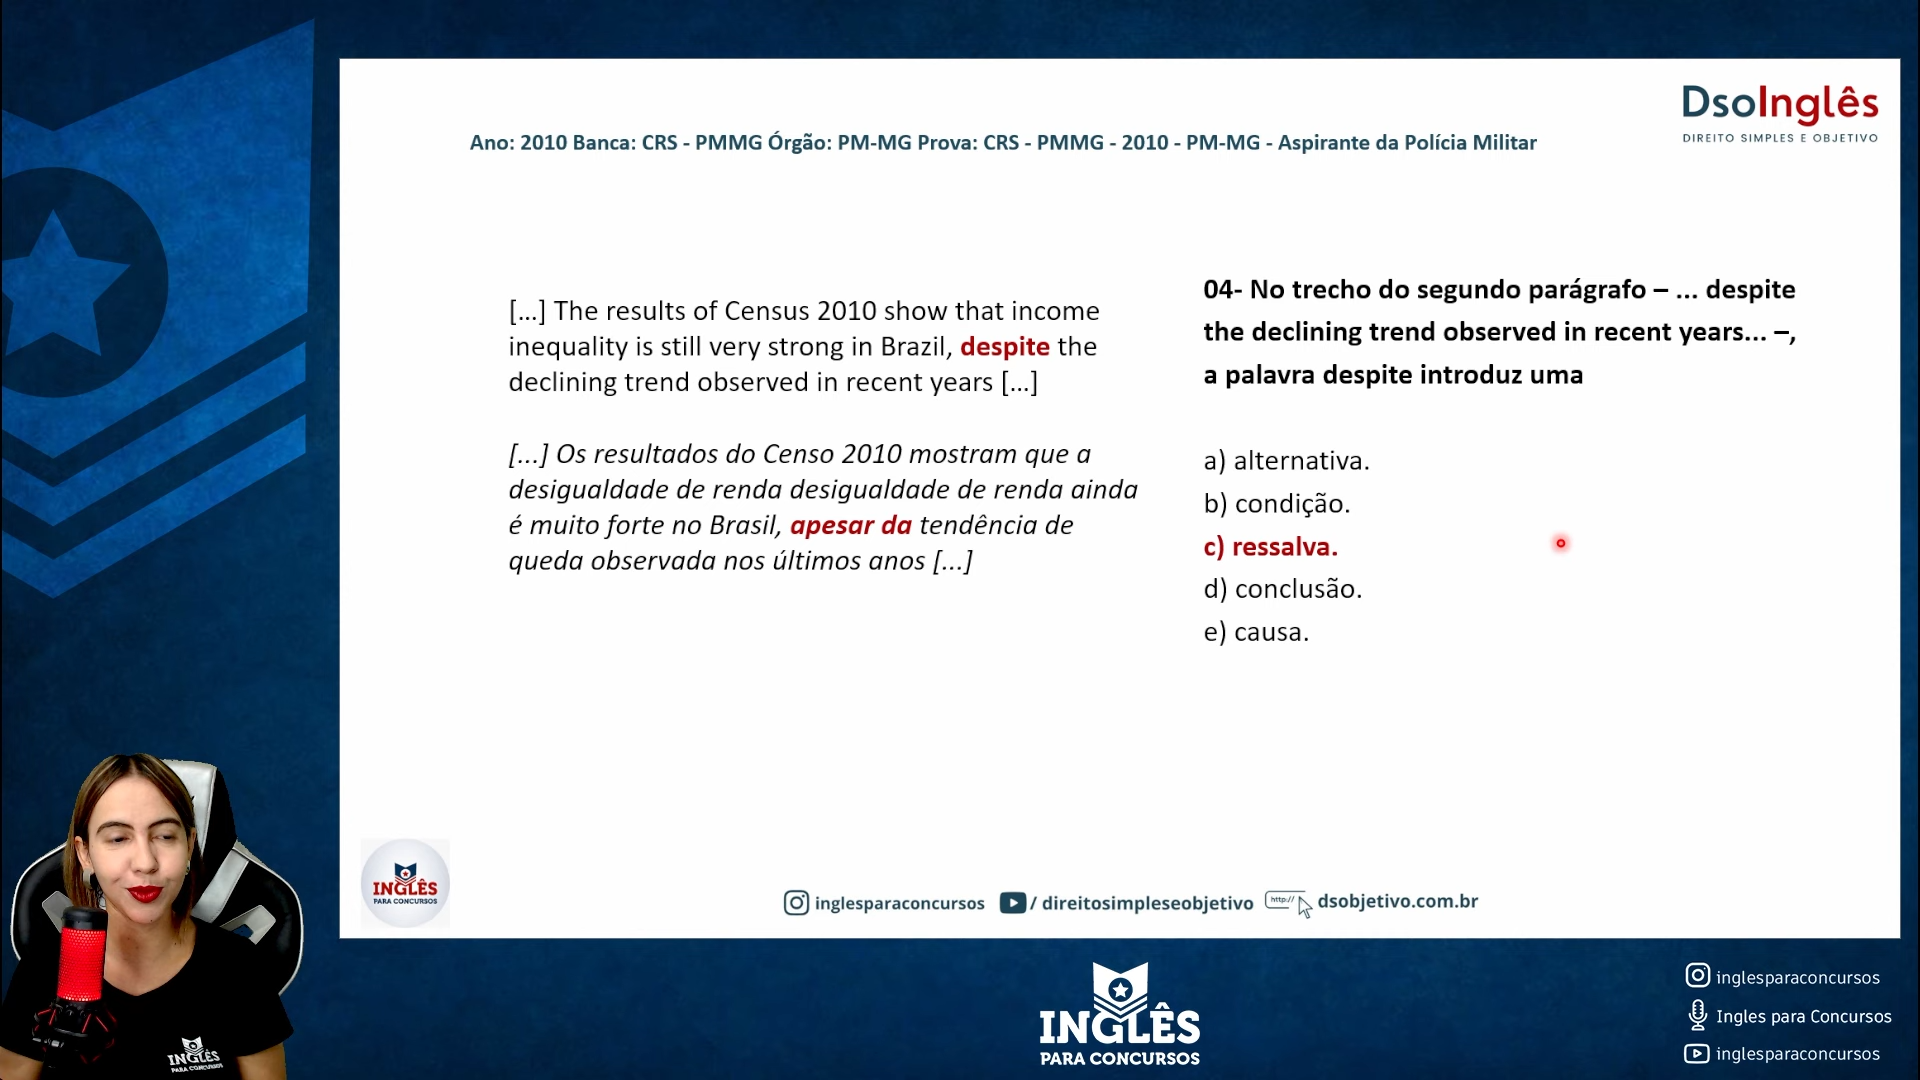 DsoInglês
DIREITO SIMPLES E OBJETIVO
Ano: 2010 Banca: CRS - PMMG Órgão: PM-MG Prova: CRS - PMMG - 2010 - PM-MG - Aspirante da Polícia Militar
[...] The results of Census 2010 show that income
inequality is still very strong in Brazil, despite the
declining trend observed in recent years [...]
[...] Os resultados do Censo 2010 mostram que a
desigualdade de renda desigualdade de renda ainda
é muito forte no Brasil, apesar da tendência de
queda observada nos últimos anos [...]
04- No trecho do segundo parágrafo – ... despite
the declining trend observed in recent years... –,
a palavra despite introduz uma
a) alternativa.
b) condição.
c) ressalva.
d) conclusão.
e) causa.
INGLÊS
PARA CONCURSOS
inglesparaconcursos
/ direitosimpleseobjetivo
http://
dsobjetivo.com.br
INGLÊS
PARA CONCURSOS
INGLÊS
PARA CONCURSOS
inglesparaconcursos
Ingles para Concursos
inglesparaconcursos